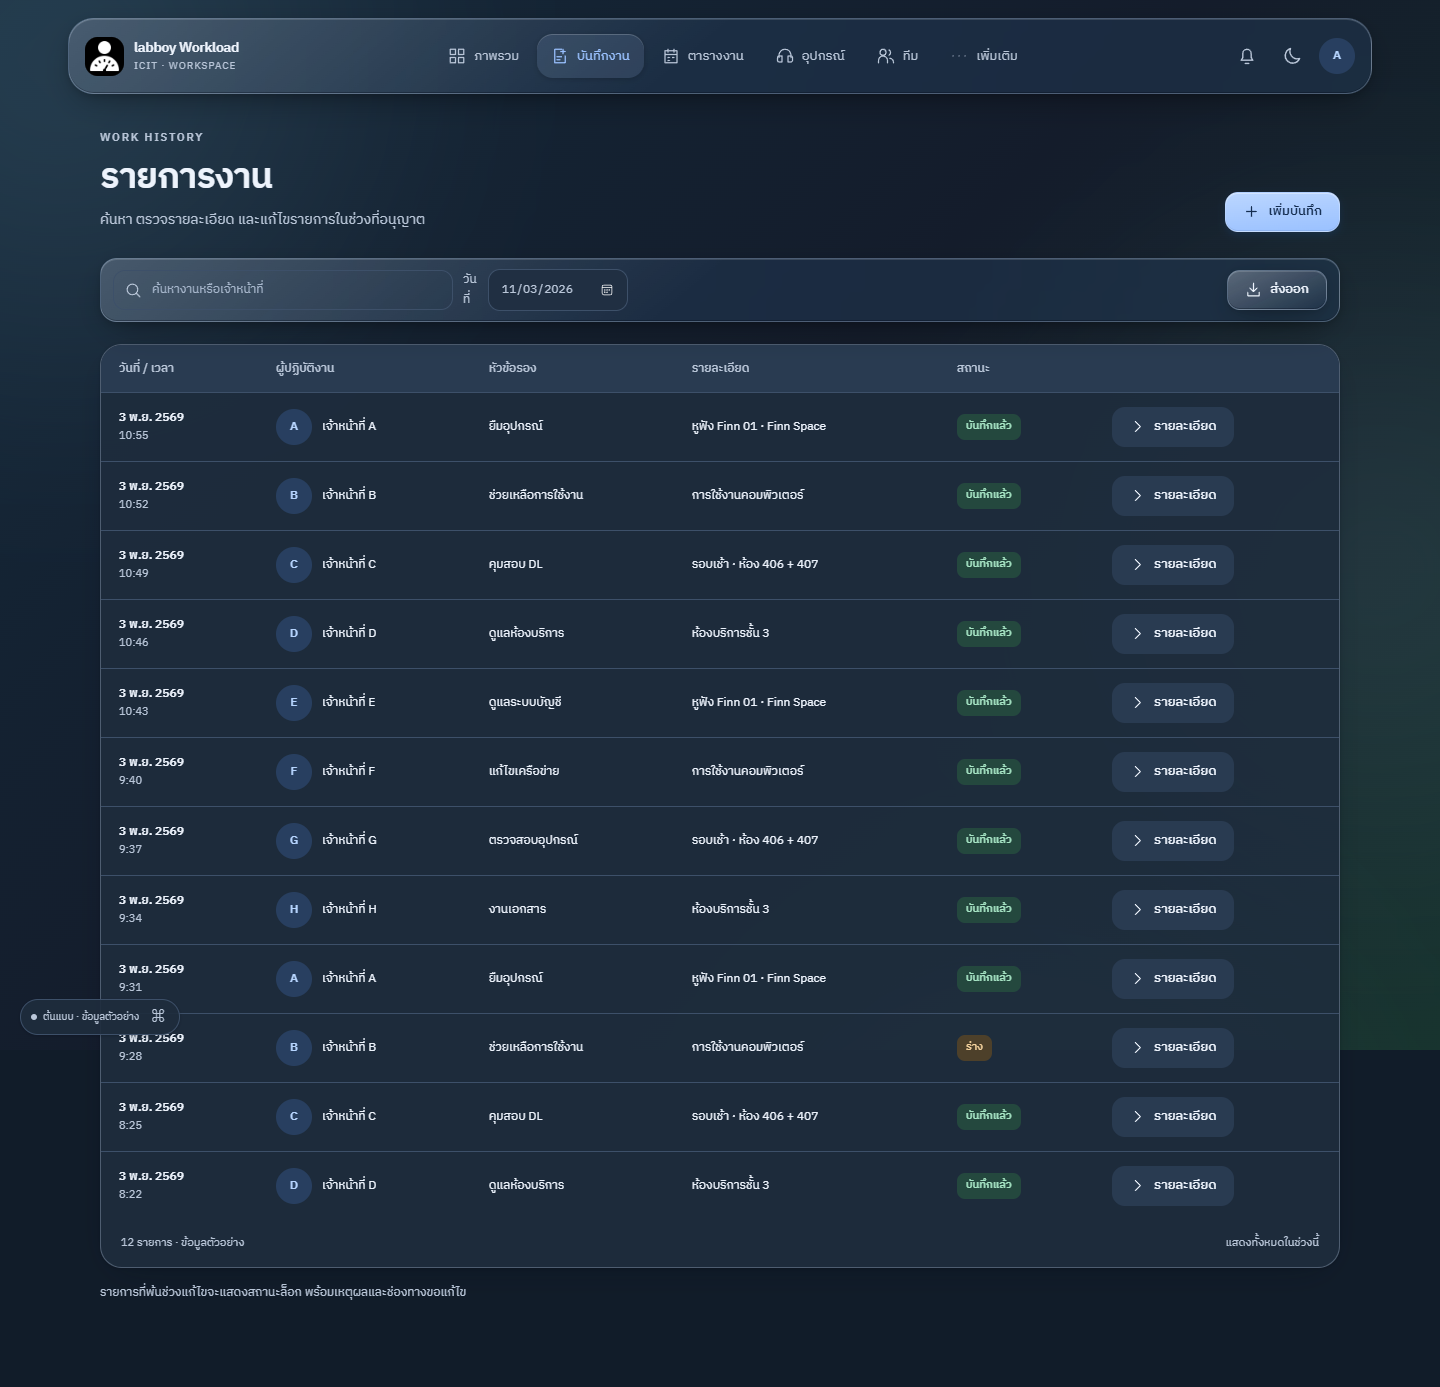 labboy Workload
ICIT · WORKSPACE
ภาพรวม
บันทึกงาน
ตารางงาน
อุปกรณ์
ทีม
··· เพิ่มเติม
A
WORK HISTORY
รายการงาน
ค้นหา ตรวจรายละเอียด และแก้ไขรายการในช่วงที่อนุญาต
เพิ่มบันทึก
ค้นหางานหรือเจ้าหน้าที่
วัน
ที่
11/03/2026
ส่งออก
วันที่ / เวลา ผู้ปฏิบัติงาน หัวข้อรอง รายละเอียด สถานะ
3 พ.ย. 2569
10:55
A เจ้าหน้าที่ A ยืมอุปกรณ์ หูฟัง Finn 01 · Finn Space บันทึกแล้ว รายละเอียด
3 พ.ย. 2569
10:52
B เจ้าหน้าที่ B ช่วยเหลือการใช้งาน การใช้งานคอมพิวเตอร์ บันทึกแล้ว รายละเอียด
3 พ.ย. 2569
10:49
C เจ้าหน้าที่ C คุมสอบ DL รอบเช้า · ห้อง 406 + 407 บันทึกแล้ว รายละเอียด
3 พ.ย. 2569
10:46
D เจ้าหน้าที่ D ดูแลห้องบริการ ห้องบริการชั้น 3 บันทึกแล้ว รายละเอียด
3 พ.ย. 2569
10:43
E เจ้าหน้าที่ E ดูแลระบบบัญชี หูฟัง Finn 01 · Finn Space บันทึกแล้ว รายละเอียด
3 พ.ย. 2569
9:40
F เจ้าหน้าที่ F แก้ไขเครือข่าย การใช้งานคอมพิวเตอร์ บันทึกแล้ว รายละเอียด
3 พ.ย. 2569
9:37
G เจ้าหน้าที่ G ตรวจสอบอุปกรณ์ รอบเช้า · ห้อง 406 + 407 บันทึกแล้ว รายละเอียด
3 พ.ย. 2569
9:34
H เจ้าหน้าที่ H งานเอกสาร ห้องบริการชั้น 3 บันทึกแล้ว รายละเอียด
3 พ.ย. 2569
9:31
A เจ้าหน้าที่ A ยืมอุปกรณ์ หูฟัง Finn 01 · Finn Space บันทึกแล้ว รายละเอียด
ต้นแบบ · ข้อมูลตัวอย่าง ⌘
3 พ.ย. 2569
9:28
B เจ้าหน้าที่ B ช่วยเหลือการใช้งาน การใช้งานคอมพิวเตอร์ ร่าง รายละเอียด
3 พ.ย. 2569
8:25
C เจ้าหน้าที่ C คุมสอบ DL รอบเช้า · ห้อง 406 + 407 บันทึกแล้ว รายละเอียด
3 พ.ย. 2569
8:22
D เจ้าหน้าที่ D ดูแลห้องบริการ ห้องบริการชั้น 3 บันทึกแล้ว รายละเอียด
12 รายการ · ข้อมูลตัวอย่าง แสดงทั้งหมดในช่วงนี้
รายการที่พ้นช่วงแก้ไขจะแสดงสถานะล็อก พร้อมเหตุผลและช่องทางขอแก้ไข